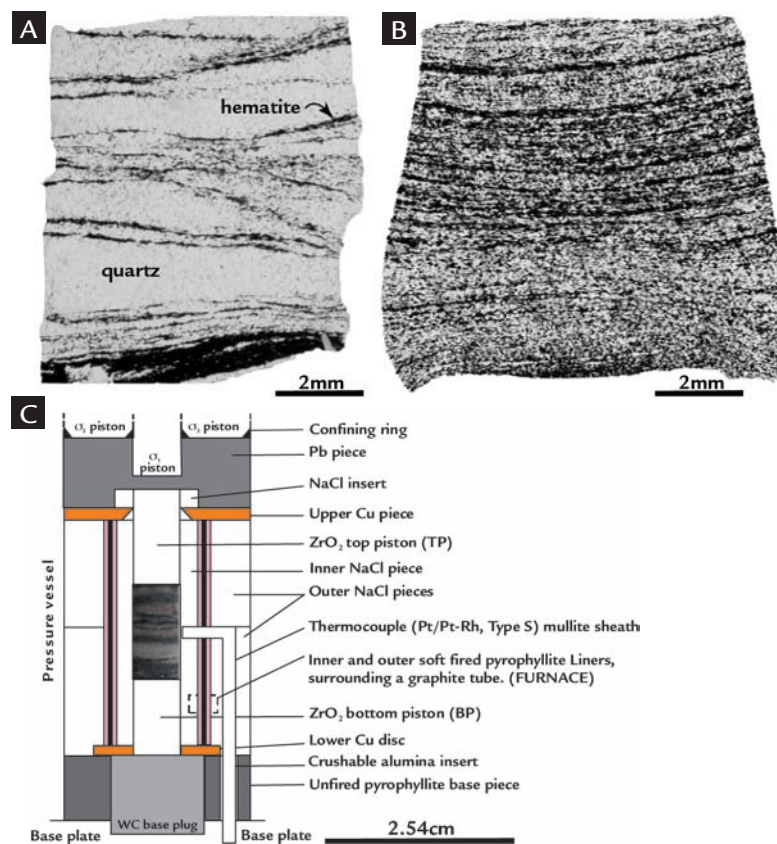 A
B
hematite
quartz
2mm
2mm
C
σ₃ piston
σ₃ piston
σ₁
piston
Confining ring
Pb piece
NaCl insert
Upper Cu piece
ZrO₂ top piston (TP)
Inner NaCl piece
Outer NaCl pieces
Thermocouple (Pt/Pt-Rh, Type S) mullite sheath
Inner and outer soft fired pyrophyllite Liners,
surrounding a graphite tube. (FURNACE)
ZrO₂ bottom piston (BP)
Lower Cu disc
Crushable alumina insert
Unfired pyrophyllite base piece
Pressure vessel
WC base plug
Base plate
Base plate
2.54cm